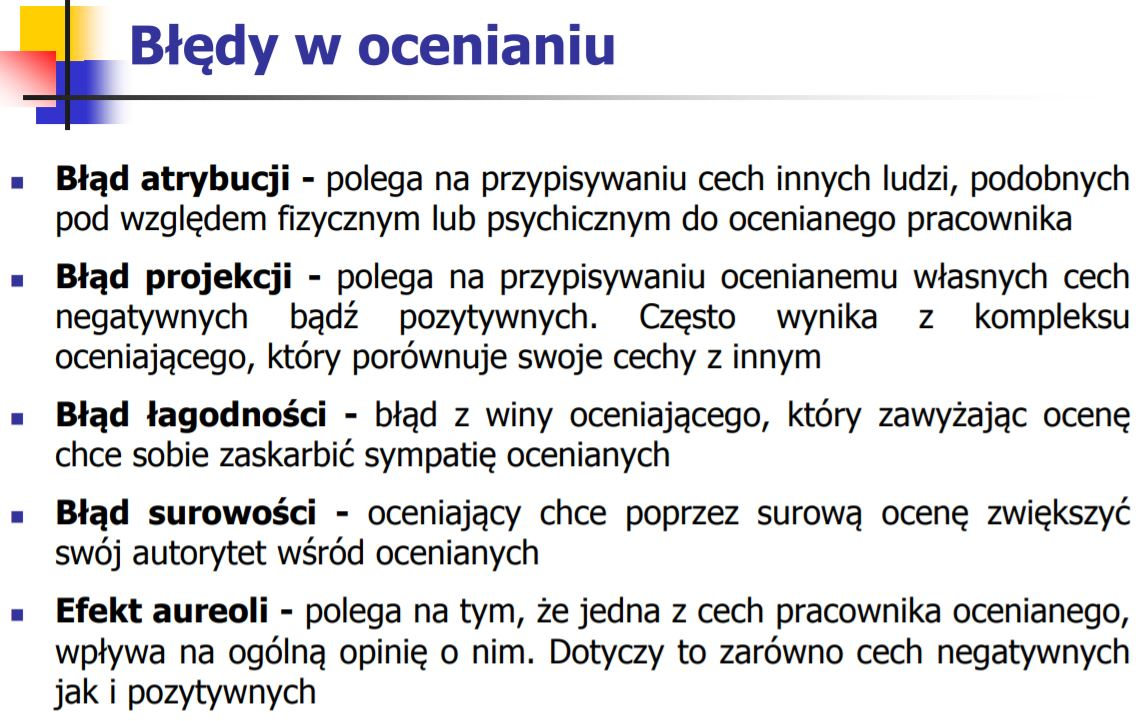 Błędy w ocenianiu
Błąd atrybucji - polega na przypisywaniu cech innych ludzi, podobnych
pod względem fizycznym lub psychicznym do ocenianego pracownika
Błąd projekcji - polega na przypisywaniu ocenianemu własnych cech
negatywnych bądź pozytywnych. Często wynika z kompleksu
oceniającego, który porównuje swoje cechy z innym
Błąd łagodności - błąd z winy oceniającego, który zawyżając ocenę
chce sobie zaskarbić sympatię ocenianych
Błąd surowości - oceniający chce poprzez surową ocenę zwiększyć
swój autorytet wśród ocenianych
Efekt aureoli - polega na tym, że jedna z cech pracownika ocenianego,
wpływa na ogólną opinię o nim. Dotyczy to zarówno cech negatywnych
jak i pozytywnych